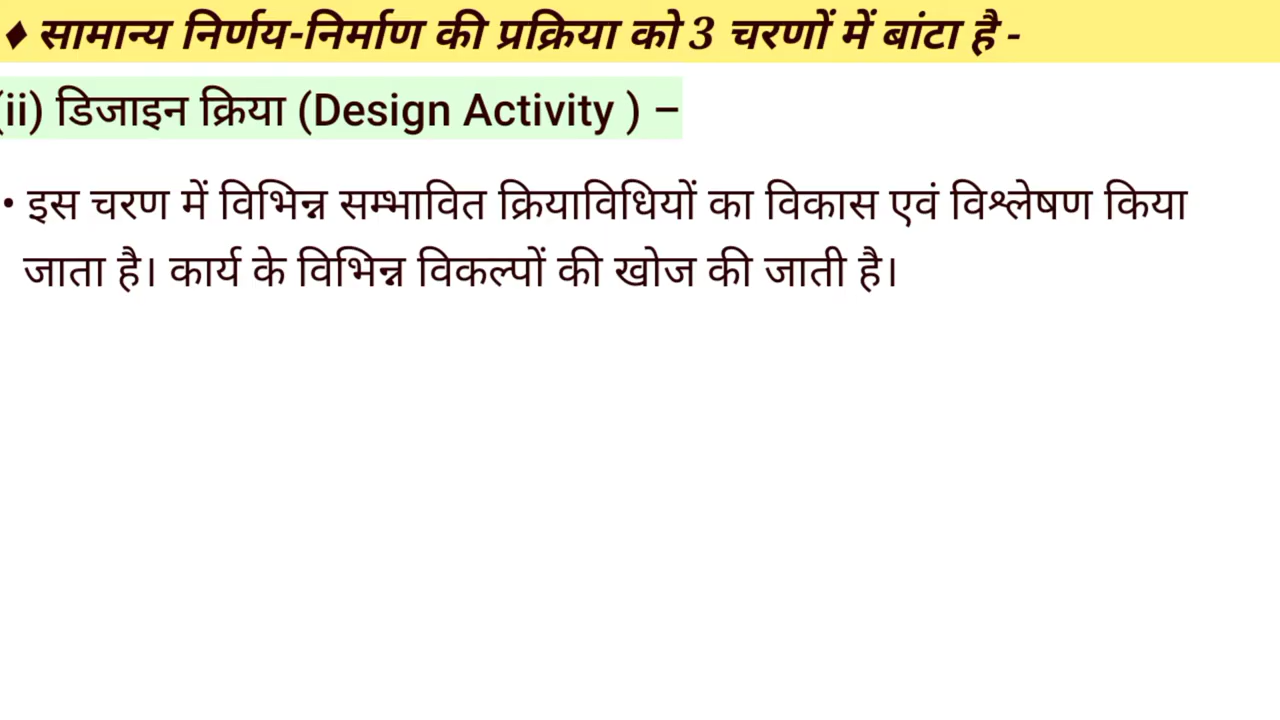 ♦ सामान्य निर्णय-निर्माण की प्रक्रिया को 3 चरणों में बांटा है -
(ii) डिजाइन क्रिया (Design Activity ) –
• इस चरण में विभिन्न सम्भावित क्रियाविधियों का विकास एवं विश्लेषण किया
जाता है। कार्य के विभिन्न विकल्पों की खोज की जाती है।